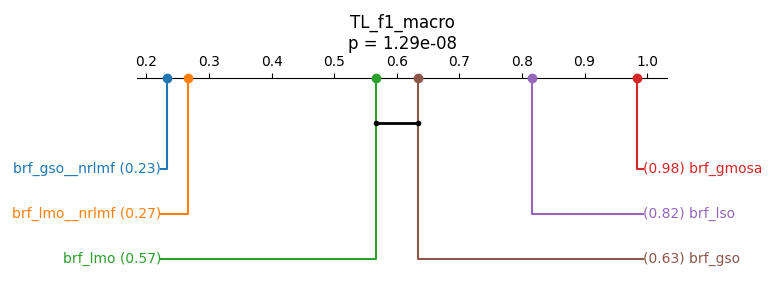 TL_f1_macro
p = 1.29e-08
0.2 0.3 0.4 0.5 0.6 0.7 0.8 0.9 1.0
brf_gso__nrlmf (0.23) (0.98) brf_gmosa
brf_lmo__nrlmf (0.27) (0.82) brf_lso
brf_lmo (0.57) (0.63) brf_gso